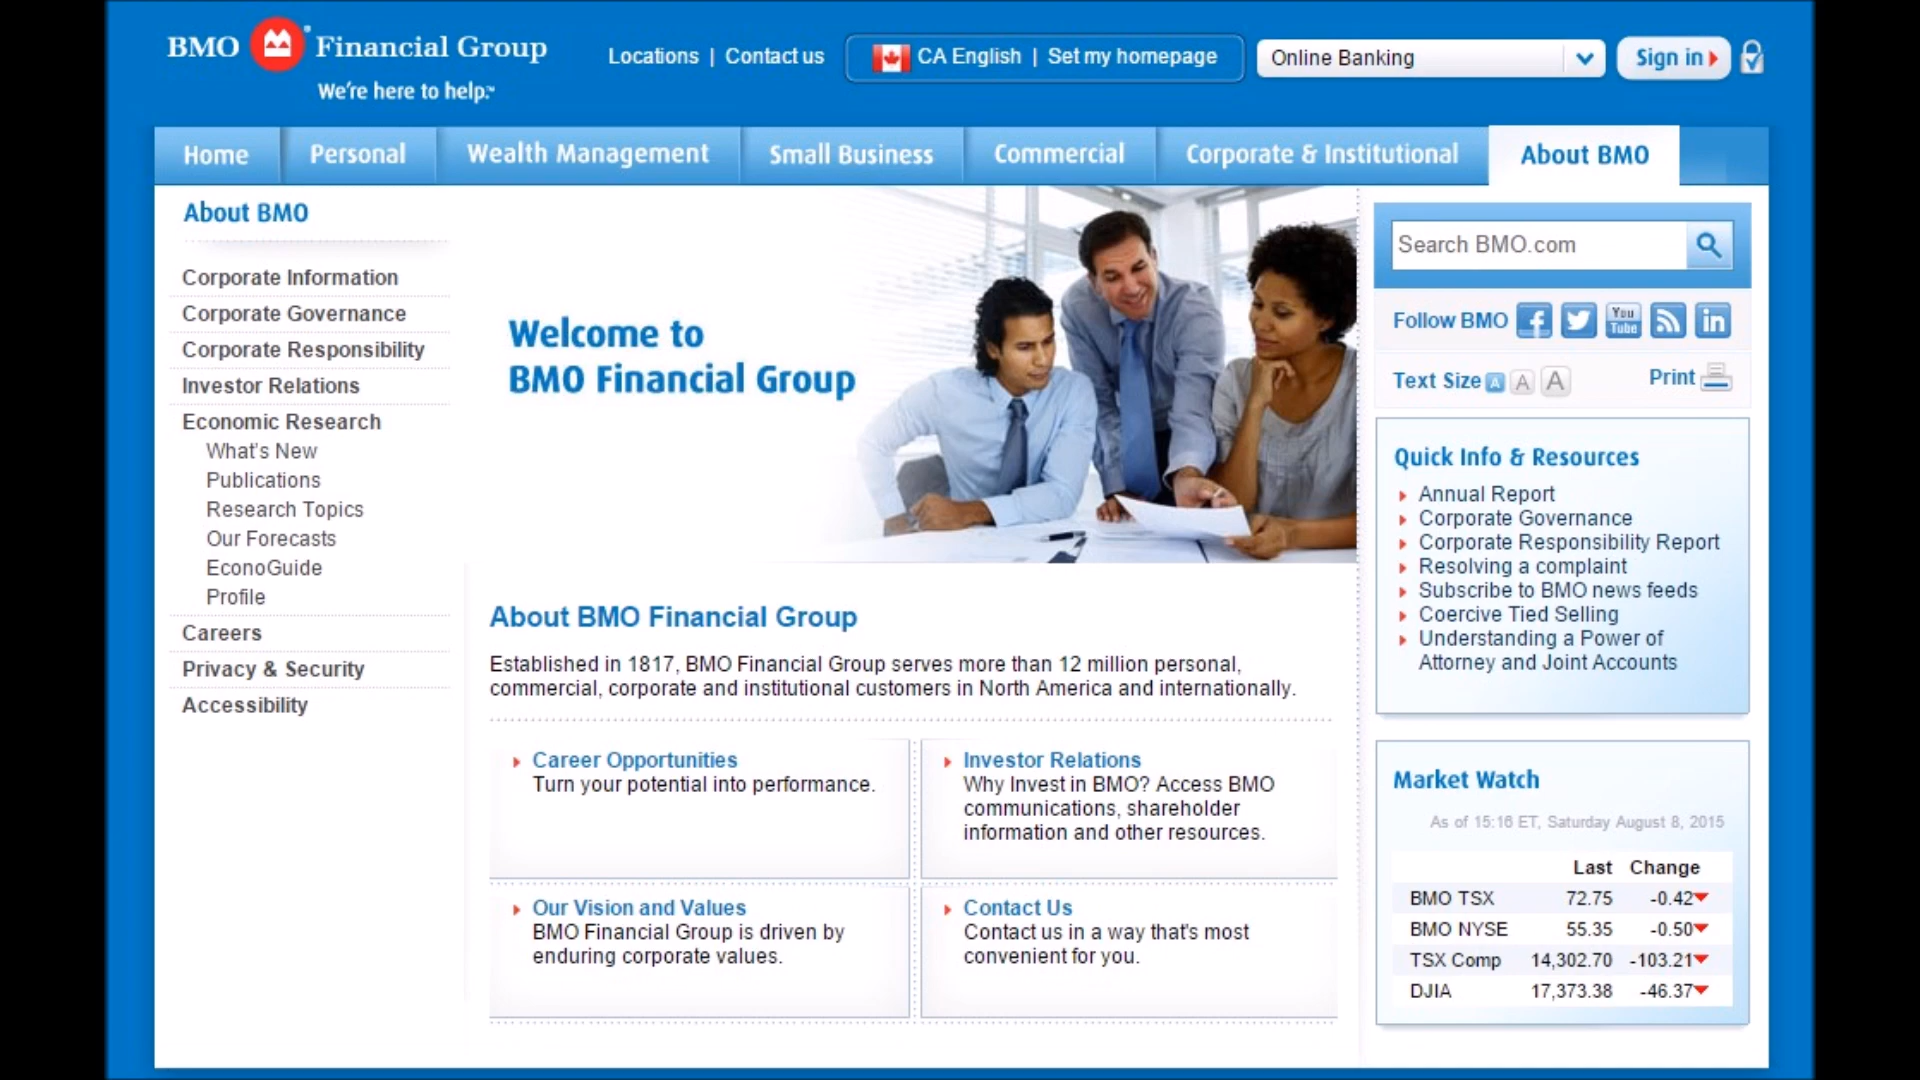 BMO Financial Group
We're here to help.™
Locations | Contact us
CA English | Set my homepage
Online Banking
Sign in
Home
Personal
Wealth Management
Small Business
Commercial
Corporate & Institutional
About BMO
About BMO
Corporate Information
Corporate Governance
Corporate Responsibility
Investor Relations
Economic Research
What's New
Publications
Research Topics
Our Forecasts
EconoGuide
Profile
Careers
Privacy & Security
Accessibility
Welcome to
BMO Financial Group
About BMO Financial Group
Established in 1817, BMO Financial Group serves more than 12 million personal,
commercial, corporate and institutional customers in North America and internationally.
Career Opportunities
Turn your potential into performance.
Investor Relations
Why Invest in BMO? Access BMO
communications, shareholder
information and other resources.
Our Vision and Values
BMO Financial Group is driven by
enduring corporate values.
Contact Us
Contact us in a way that's most
convenient for you.
Search BMO.com
Follow BMO f You Tube in
Text Size A A A
Print
Quick Info & Resources
Annual Report
Corporate Governance
Corporate Responsibility Report
Resolving a complaint
Subscribe to BMO news feeds
Coercive Tied Selling
Understanding a Power of
Attorney and Joint Accounts
Market Watch
As of 15:16 ET, Saturday August 8, 2015
Last Change
BMO TSX 72.75 -0.42
BMO NYSE 55.35 -0.50
TSX Comp 14,302.70 -103.21
DJIA 17,373.38 -46.37